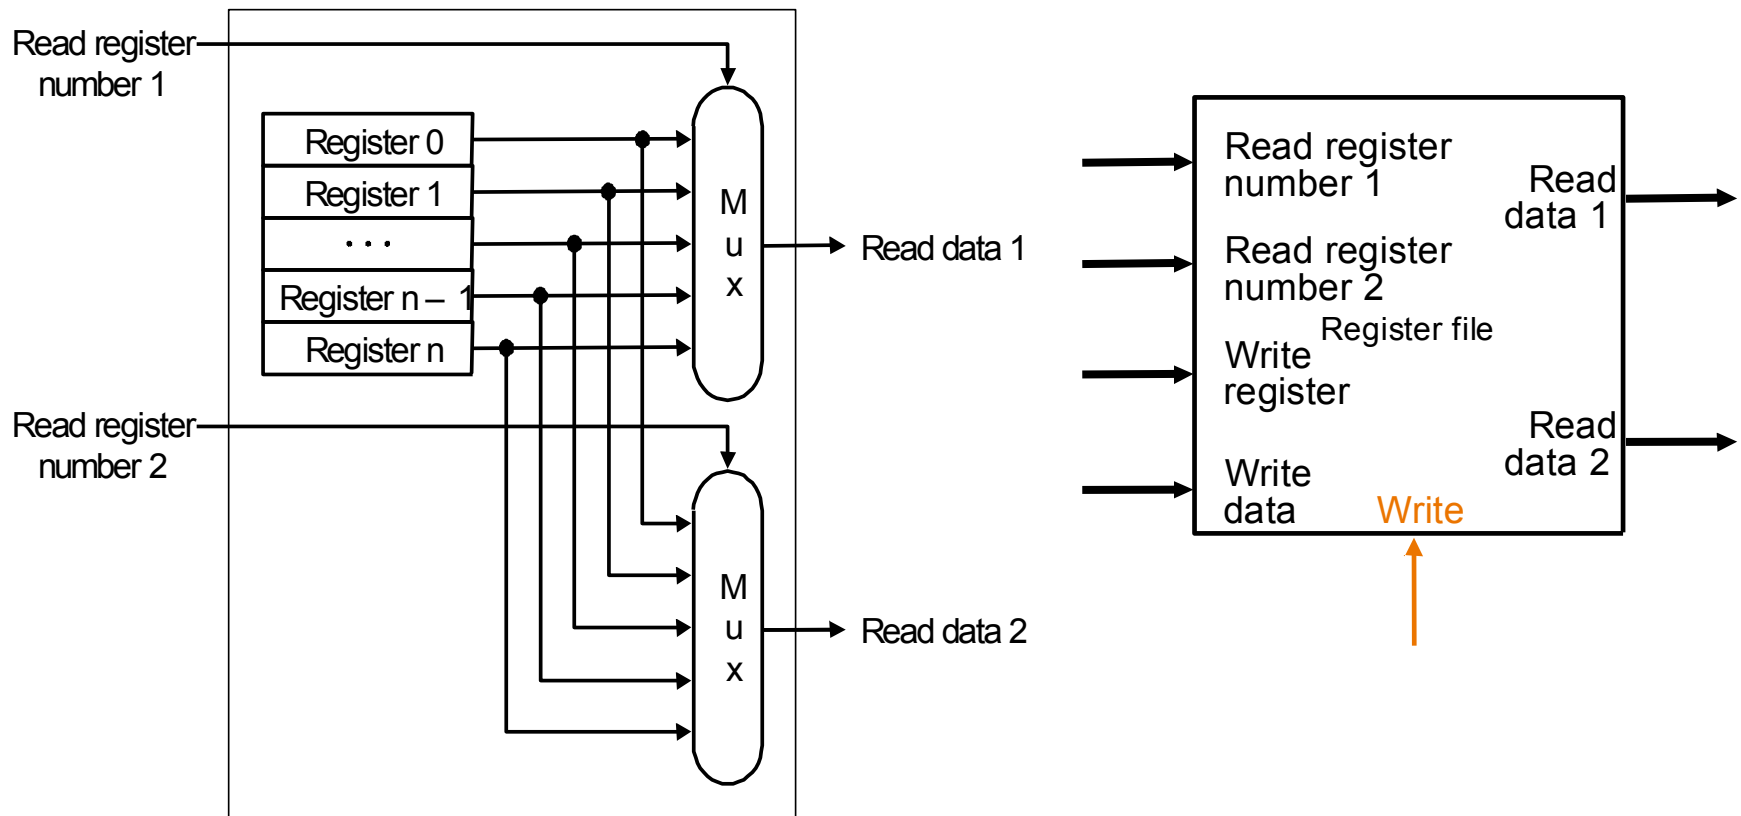 Read register
number 1
Register 0
Register 1
. . .
Register n – 1
Register n
M
u
x
Read data 1
Read register
number 2
M
u
x
Read data 2
Read register
number 1
Read
data 1
Read register
number 2
Register file
Write
register
Read
data 2
Write
data
Write